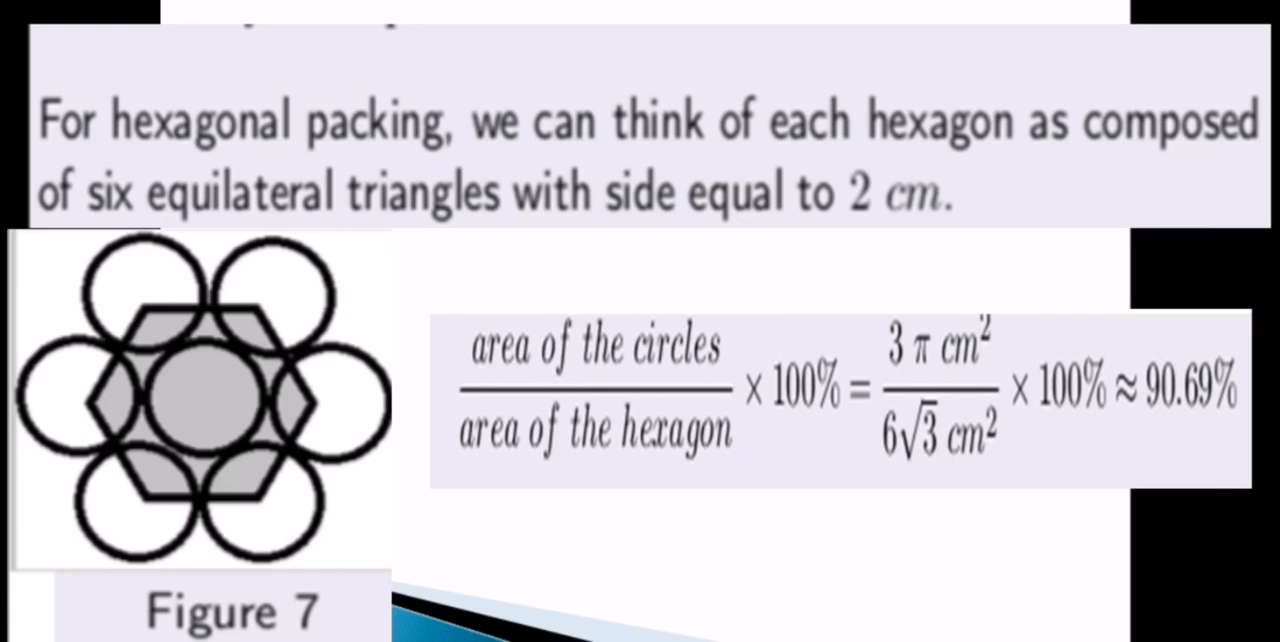 For hexagonal packing, we can think of each hexagon as composed
of six equilateral triangles with side equal to 2 cm.
area of the circles / area of the hexagon × 100% = 3 π cm² / 6√3 cm² × 100% ≈ 90.69%
Figure 7